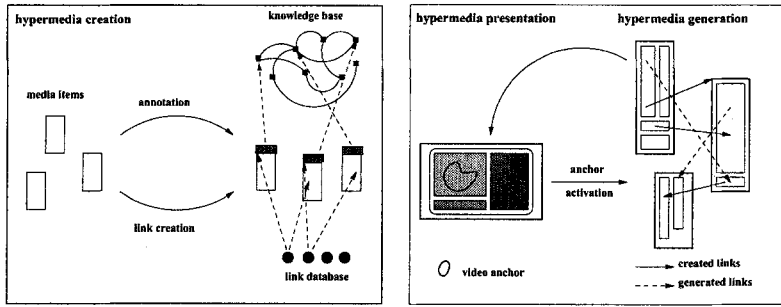 hypermedia creation
knowledge base
media items
annotation
link creation
link database
hypermedia presentation
hypermedia generation
anchor
activation
video anchor
created links
generated links